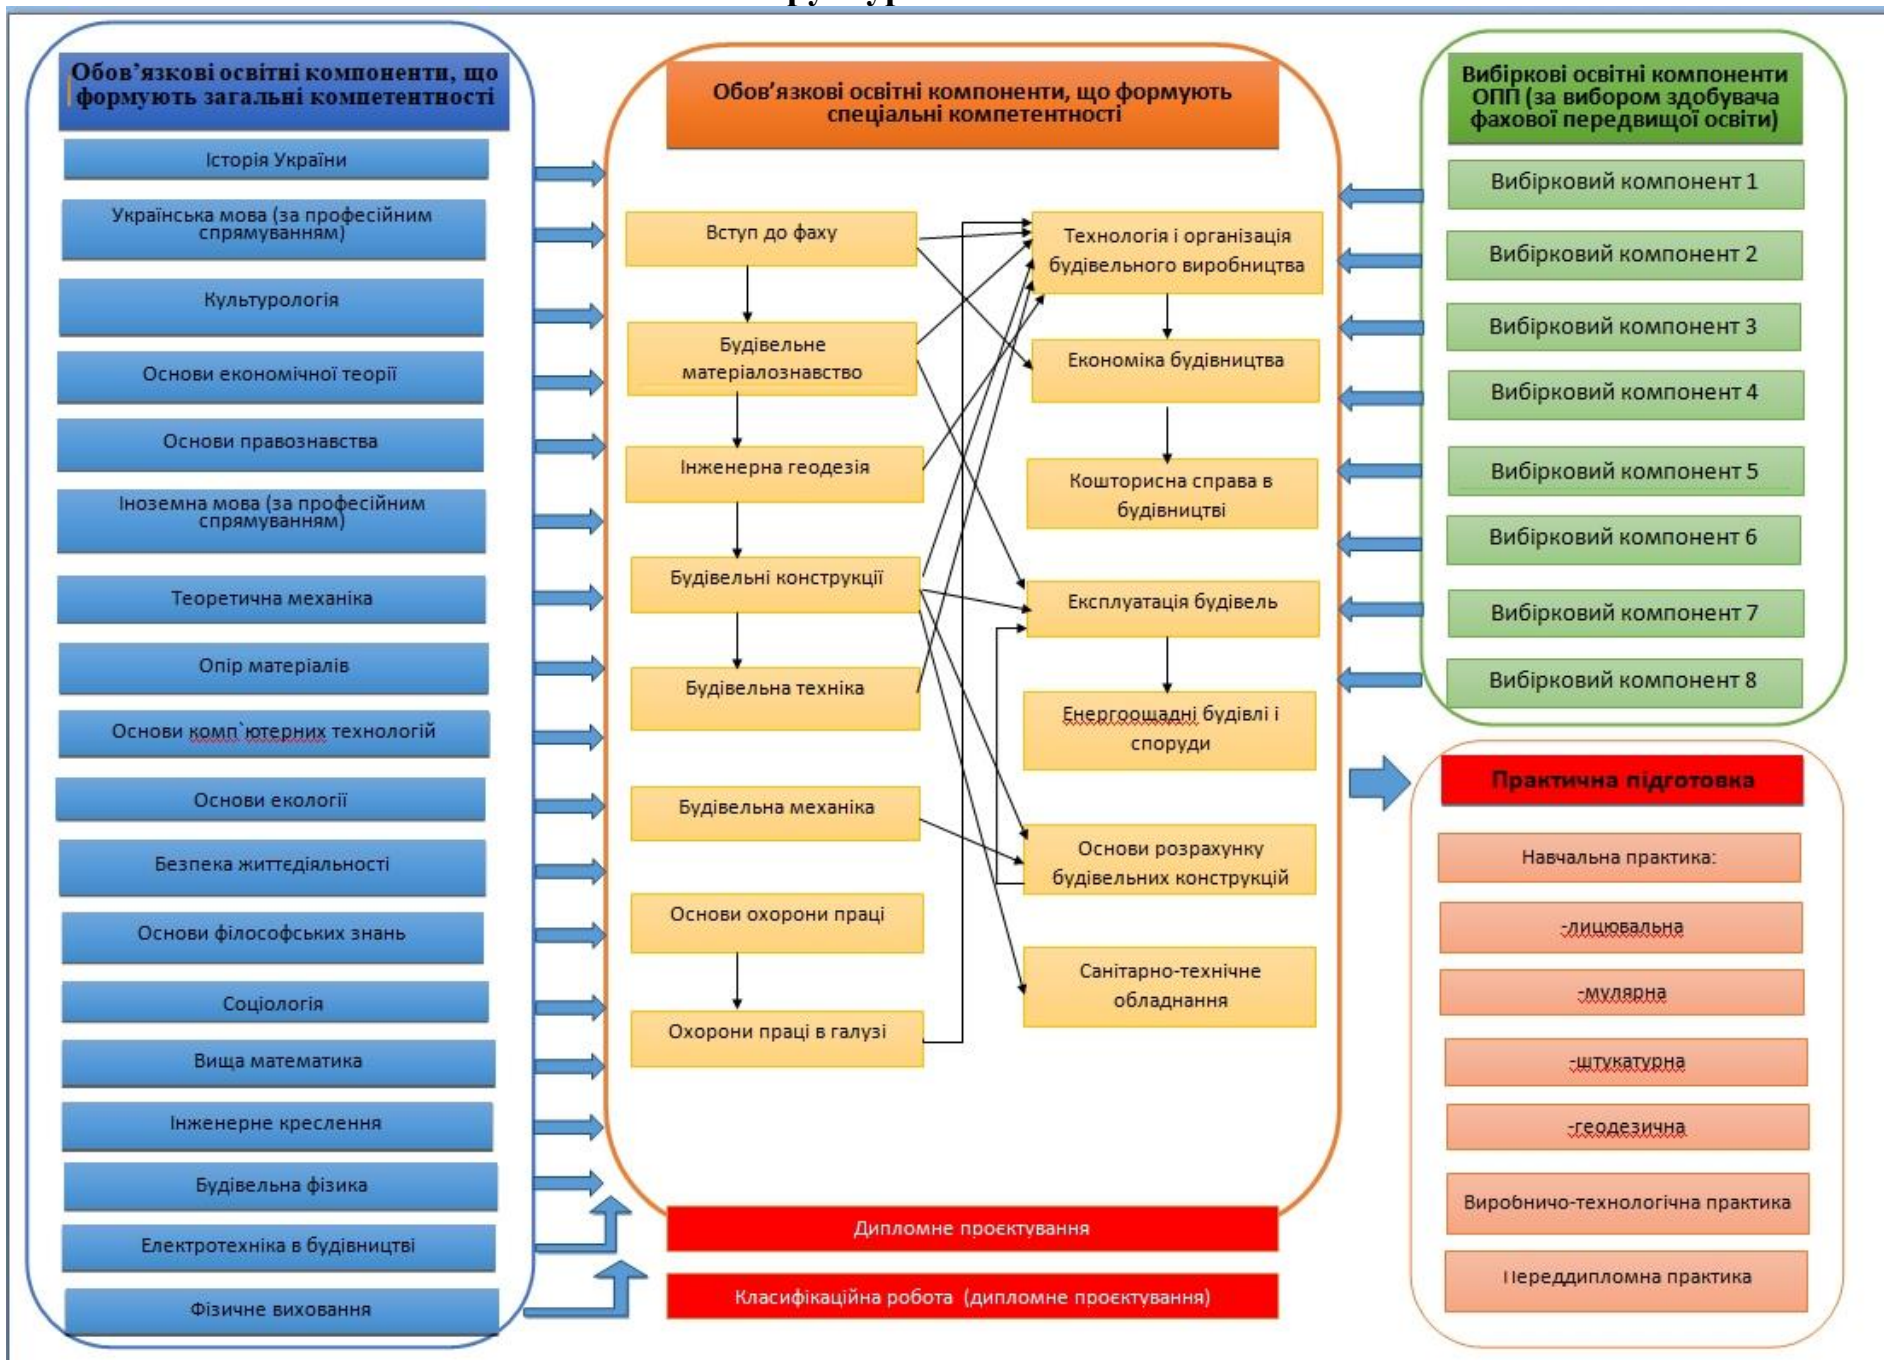 Обов’язкові освітні компоненти, що
формують загальні компетентності
Історія України
Українська мова (за професійним
спрямуванням)
Культурологія
Основи економічної теорії
Основи правознавства
Іноземна мова (за професійним
спрямуванням)
Теоретична механіка
Опір матеріалів
Основи комп`ютерних технологій
Основи екології
Безпека життєдіяльності
Основи філософських знань
Соціологія
Вища математика
Інженерне креслення
Будівельна фізика
Електротехніка в будівництві
Фізичне виховання
Обов’язкові освітні компоненти, що формують
спеціальні компетентності
Вступ до фаху
Будівельне
матеріалознавство
Інженерна геодезія
Будівельні конструкції
Будівельна техніка
Будівельна механіка
Основи охорони праці
Охорони праці в галузі
Технологія і організація
будівельного виробництва
Економіка будівництва
Кошторисна справа в
будівництві
Експлуатація будівель
Енергоощадні будівлі і
споруди
Основи розрахунку
будівельних конструкцій
Санітарно-технічне
обладнання
Дипломне проєктування
Класифікаційна робота (дипломне проєктування)
Вибіркові освітні компоненти
ОПП (за вибором здобувача
фахової передвищої освіти)
Вибірковий компонент 1
Вибірковий компонент 2
Вибірковий компонент 3
Вибірковий компонент 4
Вибірковий компонент 5
Вибірковий компонент 6
Вибірковий компонент 7
Вибірковий компонент 8
Практична підготовка
Навчальна практика:
-лицювальна
-мулярна
-штукатурна
-геодезична
Виробничо-технологічна практика
Переддипломна практика